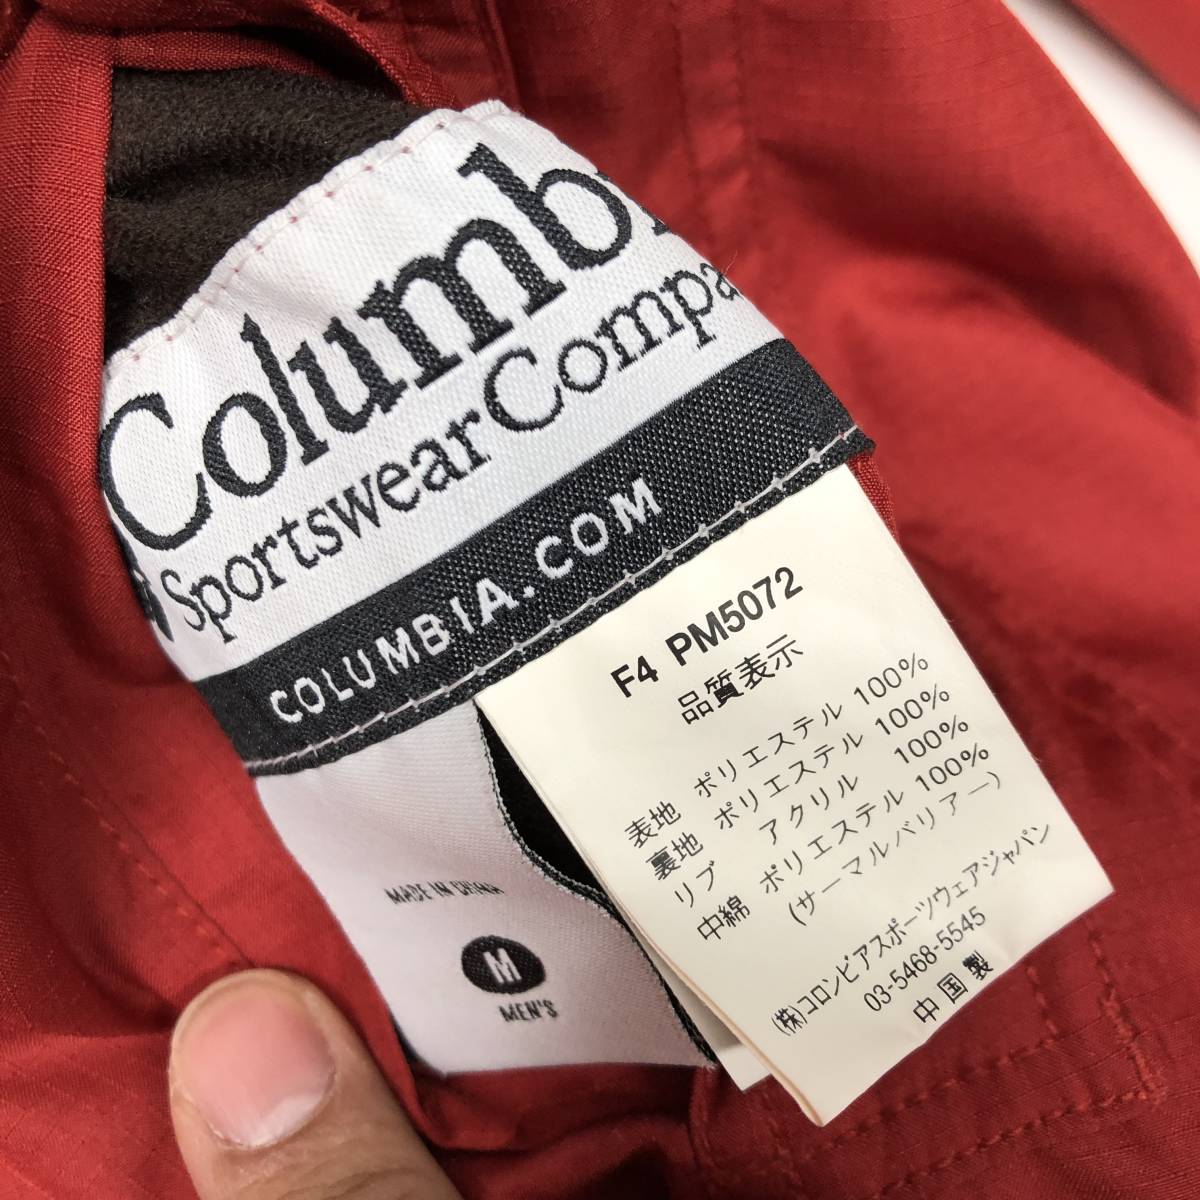 Columbi
Sportswear Compa
COLUMBIA.COM
MADE IN CHINA
M
MEN'S
F4 PM5072
品質表示
表地 ポリエステル 100%
裏地 ポリエステル 100%
リブ アクリル 100%
中綿 ポリエステル 100%
(サーマルバリアー)
(株)コロンビアスポーツウェアジャパン
03-5468-5545
中国製